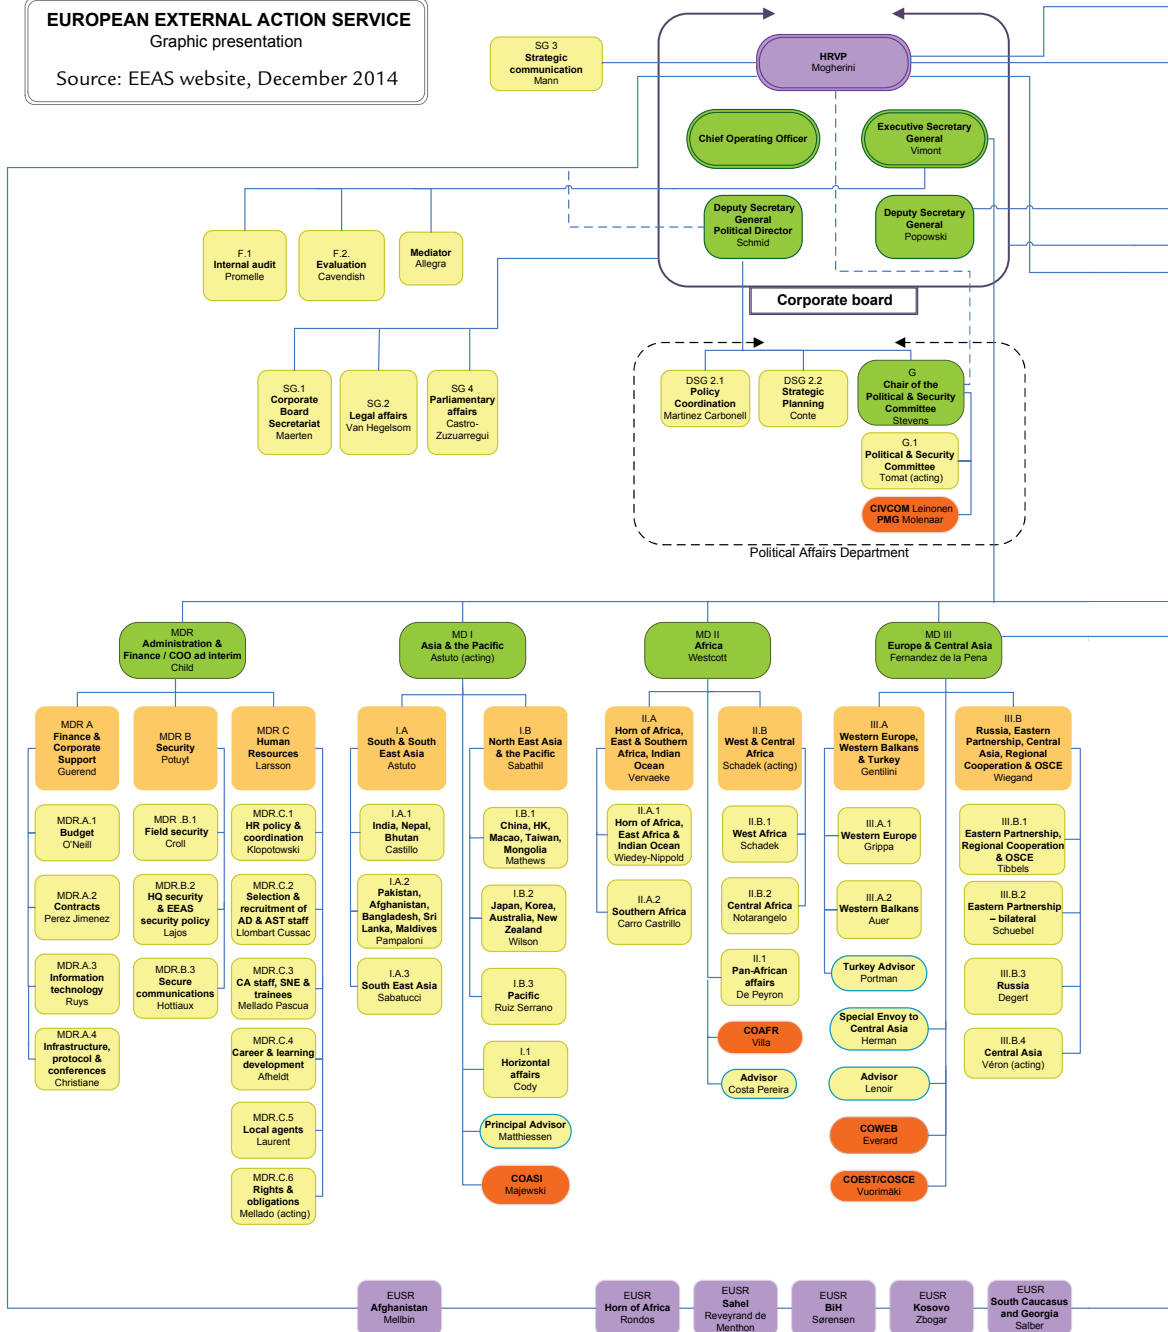 EUROPEAN EXTERNAL ACTION SERVICE
Graphic presentation
Source: EEAS website, December 2014
SG 3
Strategic
communication
Mann
HRVP
Mogherini
Chief Operating Officer
Executive Secretary
General
Vimont
Deputy Secretary
General
Political Director
Schmid
Deputy Secretary
General
Popowski
F.1
Internal audit
Promelle
F.2.
Evaluation
Cavendish
Mediator
Allegra
Corporate board
SG.1
Corporate
Board
Secretariat
Maerten
SG.2
Legal affairs
Van Hegelsom
SG 4
Parliamentary
affairs
Castro-
Zuzuarregui
DSG 2.1
Policy
Coordination
Martinez Carbonell
DSG 2.2
Strategic
Planning
Conte
G
Chair of the
Political & Security
Committee
Stevens
G.1
Political & Security
Committee
Tomat (acting)
CIVCOM Leinonen
PMG Molenaar
Political Affairs Department
MDR
Administration &
Finance / COO ad interim
Child
MD I
Asia & the Pacific
Astuto (acting)
MD II
Africa
Westcott
MD III
Europe & Central Asia
Fernandez de la Pena
MDR A
Finance &
Corporate
Support
Guerend
MDR B
Security
Potuyt
MDR C
Human
Resources
Larsson
I.A
South & South
East Asia
Astuto
I.B
North East Asia
& the Pacific
Sabathil
II.A
Horn of Africa,
East & Southern
Africa, Indian
Ocean
Vervaeke
II.B
West & Central
Africa
Schadek (acting)
III.A
Western Europe,
Western Balkans
& Turkey
Gentilini
III.B
Russia, Eastern
Partnership, Central
Asia, Regional
Cooperation & OSCE
Wiegand
MDR.A.1
Budget
O'Neill
MDR .B.1
Field security
Croll
MDR.C.1
HR policy &
coordination
Klopotowski
I.A.1
India, Nepal,
Bhutan
Castillo
I.B.1
China, HK,
Macao, Taiwan,
Mongolia
Mathews
II.A.1
Horn of Africa,
East Africa &
Indian Ocean
Wiedey-Nippold
II.B.1
West Africa
Schadek
III.A.1
Western Europe
Grippa
III.B.1
Eastern Partnership,
Regional Cooperation
& OSCE
Tibbels
MDR.A.2
Contracts
Perez Jimenez
MDR.B.2
HQ security
& EEAS
security policy
Lajos
MDR.C.2
Selection &
recruitment of
AD & AST staff
Llombart Cussac
I.A.2
Pakistan,
Afghanistan,
Bangladesh, Sri
Lanka, Maldives
Pampaloni
I.B.2
Japan, Korea,
Australia, New
Zealand
Wilson
II.A.2
Southern Africa
Carro Castrillo
II.B.2
Central Africa
Notarangelo
III.A.2
Western Balkans
Auer
III.B.2
Eastern Partnership
– bilateral
Schuebel
MDR.A.3
Information
technology
Ruys
MDR.B.3
Secure
communications
Hottiaux
MDR.C.3
CA staff, SNE &
trainees
Mellado Pascua
I.A.3
South East Asia
Sabatucci
I.B.3
Pacific
Ruiz Serrano
II.1
Pan-African
affairs
De Peyron
Turkey Advisor
Portman
III.B.3
Russia
Degert
MDR.A.4
Infrastructure,
protocol &
conferences
Christiane
MDR.C.4
Career & learning
development
Afheldt
I.1
Horizontal
affairs
Cody
COAFR
Villa
Special Envoy to
Central Asia
Herman
III.B.4
Central Asia
Véron (acting)
Advisor
Costa Pereira
Advisor
Lenoir
MDR.C.5
Local agents
Laurent
Principal Advisor
Matthiessen
COWEB
Everard
MDR.C.6
Rights &
obligations
Mellado (acting)
COASI
Majewski
COEST/COSCE
Vuorimäki
EUSR
Afghanistan
Mellbin
EUSR
Horn of Africa
Rondos
EUSR
Sahel
Reveyrand de
Menthon
EUSR
BiH
Sørensen
EUSR
Kosovo
Zbogar
EUSR
South Caucasus
and Georgia
Salber